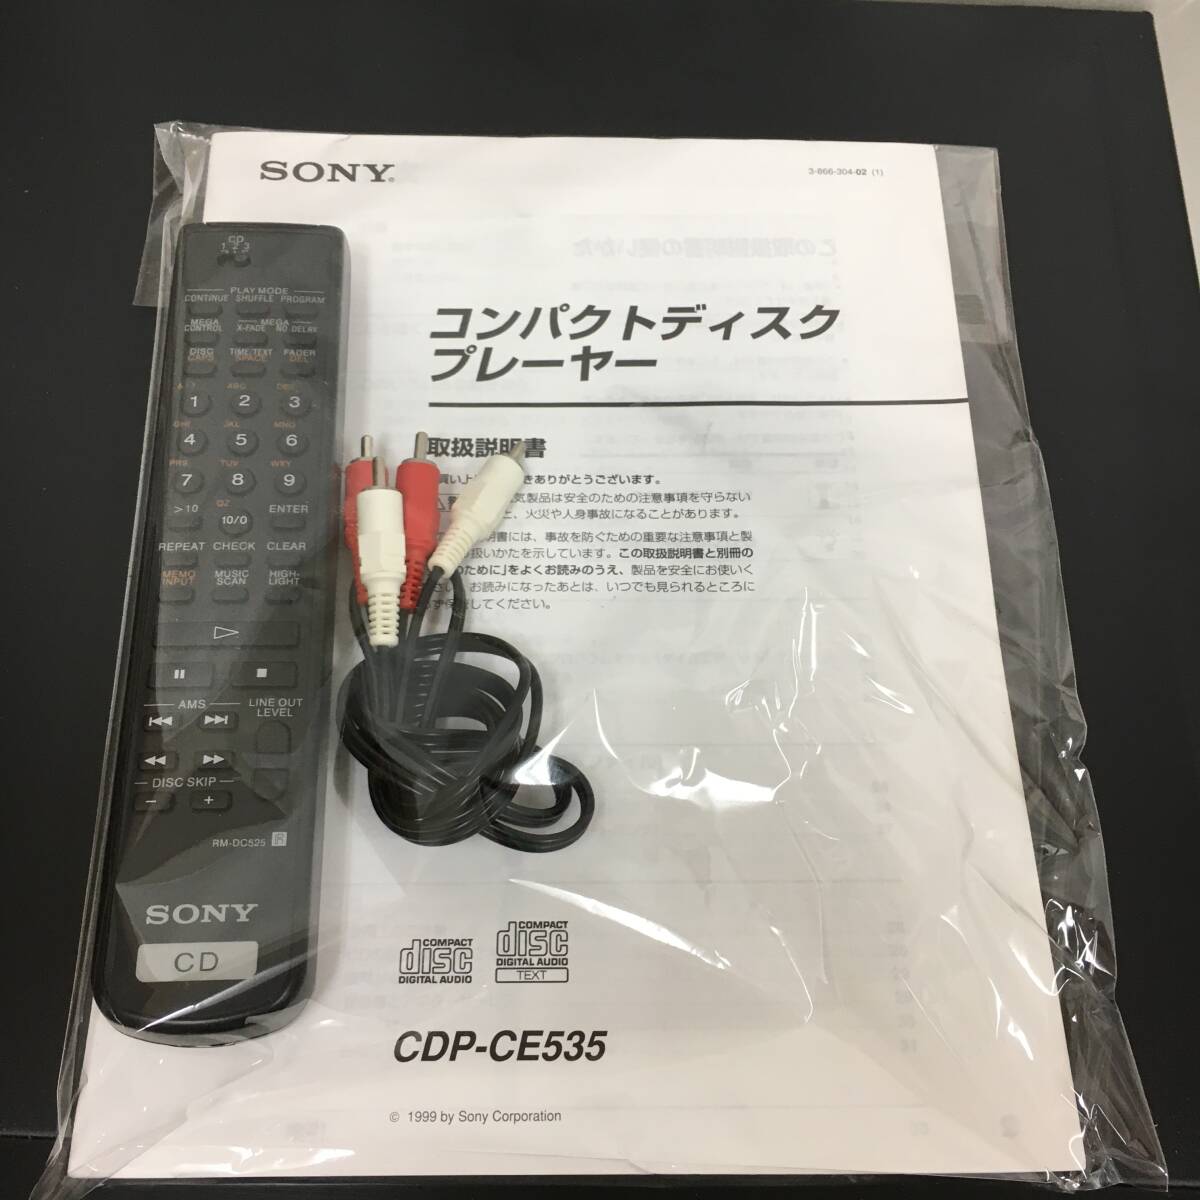 SONY®
3-866-304-02 (1)
コンパクトディスク
プレーヤー
取扱説明書
きありがとうございます。
気製品は安全のための注意事項を守らない
と、火災や人身事故になることがあります。
明書には、事故を防ぐための重要な注意事項と製
扱いかたを示しています。この取扱説明書と別冊の
のために」をよくお読みのうえ、製品を安全にお使いく
さい。お読みになったあとは、いつでも見られるところに
してください。
COMPACT
disc
DIGITAL AUDIO
COMPACT
disc
DIGITAL AUDIO
TEXT
CDP-CE535
© 1999 by Sony Corporation
CD
1 2 3
PLAY MODE
CONTINUE SHUFFLE PROGRAM
MEGA CONTROL
MEGA
X-FADE NO DELAY
DISC TIME/TEXT FADER
CAPS SPACE DEL
ABC DEF
1 2 3
GHI JKL MNO
4 5 6
PRS TUV WXY
7 8 9
QZ
>10 10/0 ENTER
REPEAT CHECK CLEAR
MEMO INPUT
MUSIC SCAN
HIGH-LIGHT
AMS
LINE OUT LEVEL
DISC SKIP
− +
RM-DC525
SONY
CD